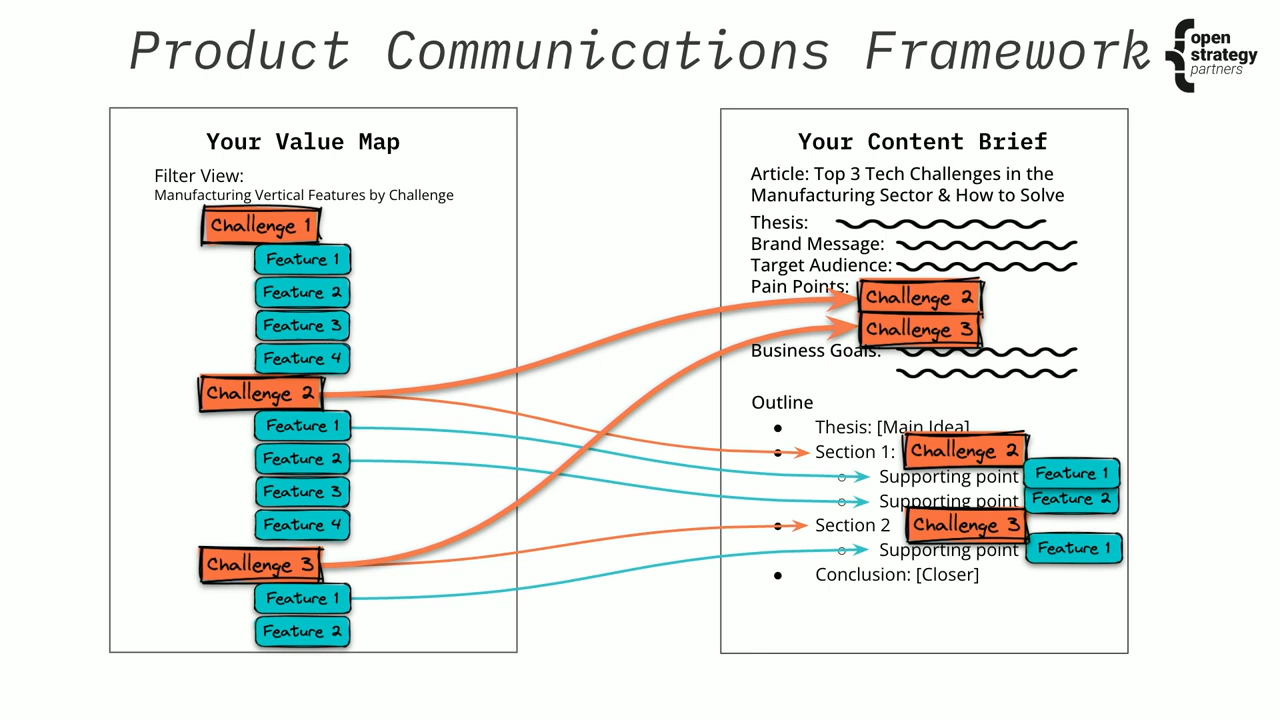 Product Communications Framework
open
strategy
partners
Your Value Map
Filter View:
Manufacturing Vertical Features by Challenge
Challenge 1
Feature 1
Feature 2
Feature 3
Feature 4
Challenge 2
Feature 1
Feature 2
Feature 3
Feature 4
Challenge 3
Feature 1
Feature 2
Your Content Brief
Article: Top 3 Tech Challenges in the
Manufacturing Sector & How to Solve
Thesis:
Brand Message:
Target Audience:
Pain Points:
Challenge 2
Challenge 3
Business Goals:
Outline
Thesis: [Main Idea]
Section 1: Challenge 2
Supporting point Feature 1
Supporting point Feature 2
Section 2 Challenge 3
Supporting point Feature 1
Conclusion: [Closer]